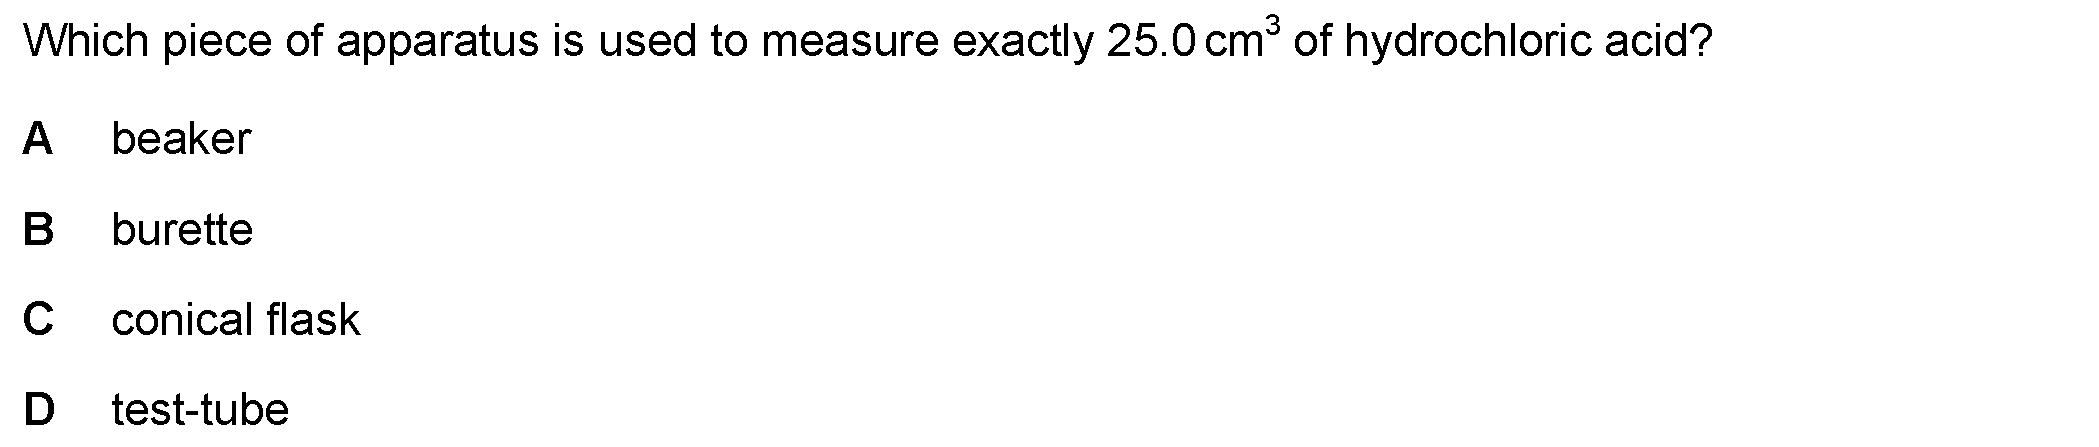 Which piece of apparatus is used to measure exactly 25.0 cm³ of hydrochloric acid?
A beaker
B burette
C conical flask
D test-tube